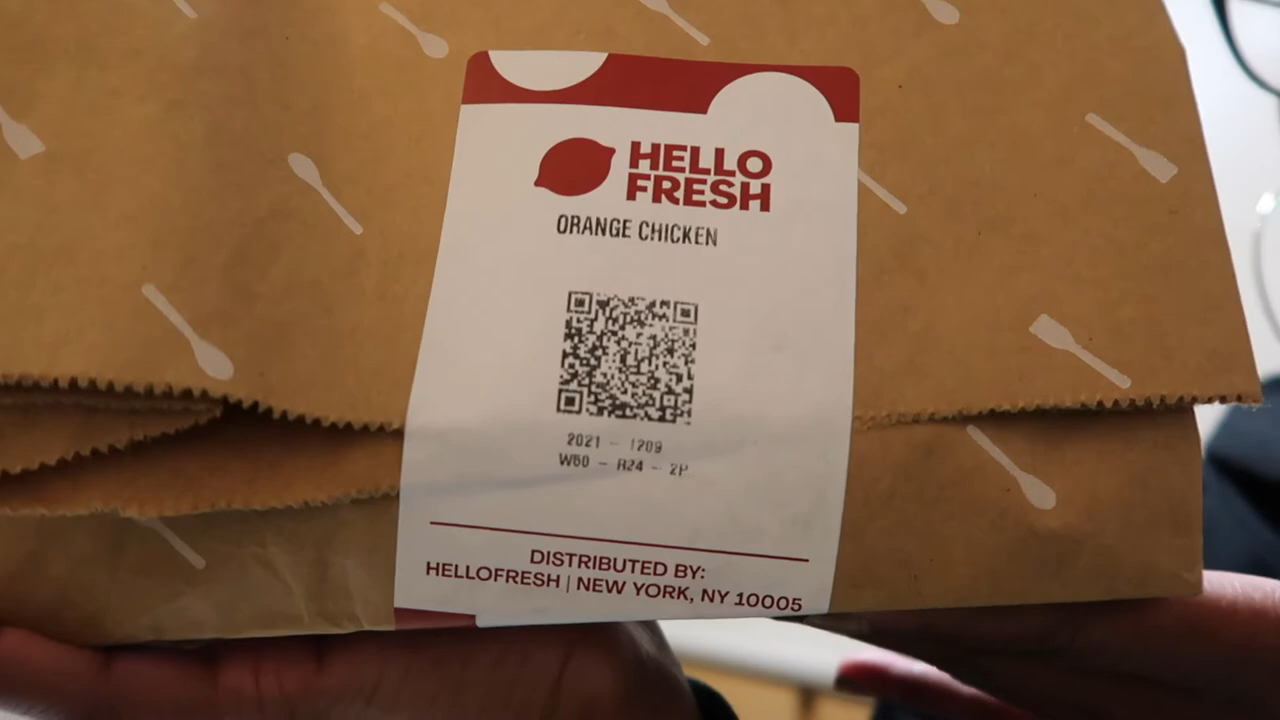 HELLO
FRESH
ORANGE CHICKEN
2021 - 1209
W50 - R24 - 2P
DISTRIBUTED BY:
HELLOFRESH | NEW YORK, NY 10005